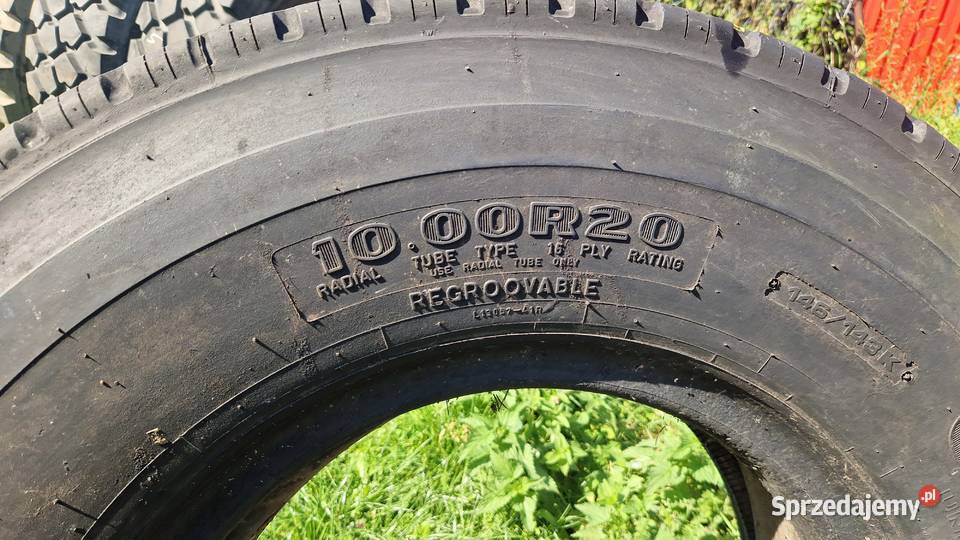 10.00R20
RADIAL TUBE TYPE 16 PLY RATING
USE RADIAL TUBE ONLY
REGROOVABLE
146/143K
Sprzedajemy.pl